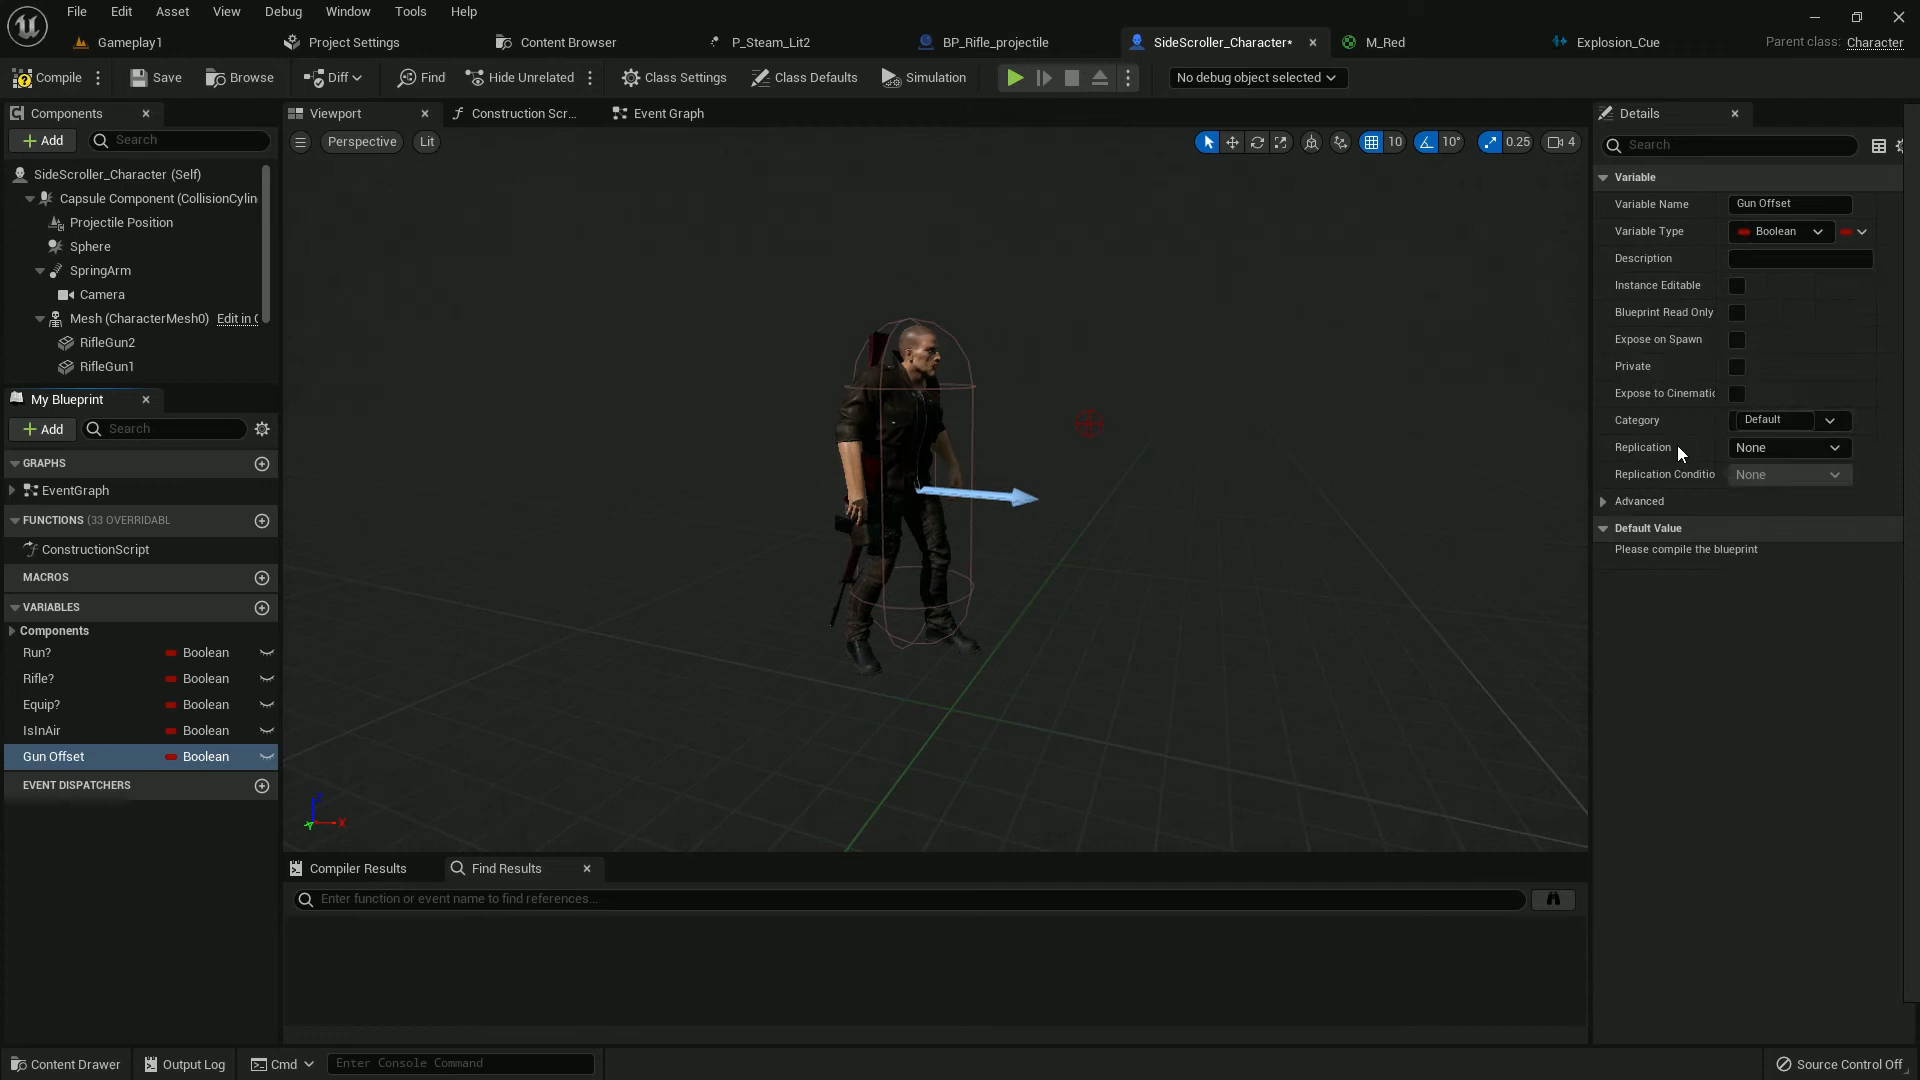 File Edit Asset View Debug Window Tools Help
Gameplay1 Project Settings Content Browser P_Steam_Lit2 BP_Rifle_projectile SideScroller_Character* M_Red Explosion_Cue Parent class: Character
Compile Save Browse Diff Find Hide Unrelated Class Settings Class Defaults Simulation No debug object selected
Components
Add Search
SideScroller_Character (Self)
Capsule Component (CollisionCylin
Projectile Position
Sphere
SpringArm
Camera
Mesh (CharacterMesh0) Edit in C
RifleGun2
RifleGun1
My Blueprint
Add Search
GRAPHS
EventGraph
FUNCTIONS (33 OVERRIDABL
ConstructionScript
MACROS
VARIABLES
Components
Run? Boolean
Rifle? Boolean
Equip? Boolean
IsInAir Boolean
Gun Offset Boolean
EVENT DISPATCHERS
Viewport Construction Scr... Event Graph
Perspective Lit 10 10° 0.25 4
Z
X
Y
Compiler Results Find Results
Enter function or event name to find references...
Details
Search
Variable
Variable Name Gun Offset
Variable Type Boolean
Description
Instance Editable
Blueprint Read Only
Expose on Spawn
Private
Expose to Cinematic
Category Default
Replication None
Replication Conditio None
Advanced
Default Value
Please compile the blueprint
Content Drawer Output Log Cmd Enter Console Command Source Control Off